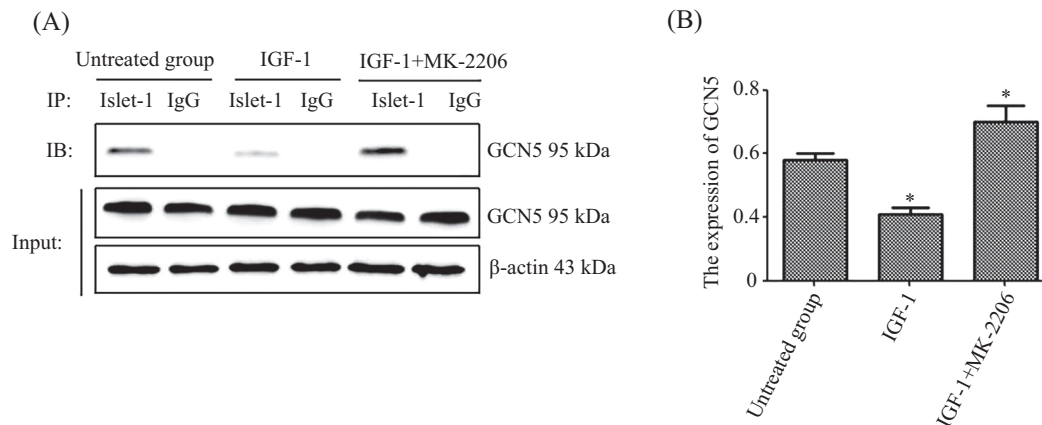 (A)
Untreated group IGF-1 IGF-1+MK-2206
IP: Islet-1 IgG Islet-1 IgG Islet-1 IgG
IB: GCN5 95 kDa
Input: GCN5 95 kDa
β-actin 43 kDa
(B)
The expression of GCN5
0.8
0.6
0.4
0
* *
Untreated group
IGF-1
IGF-1+MK-2206